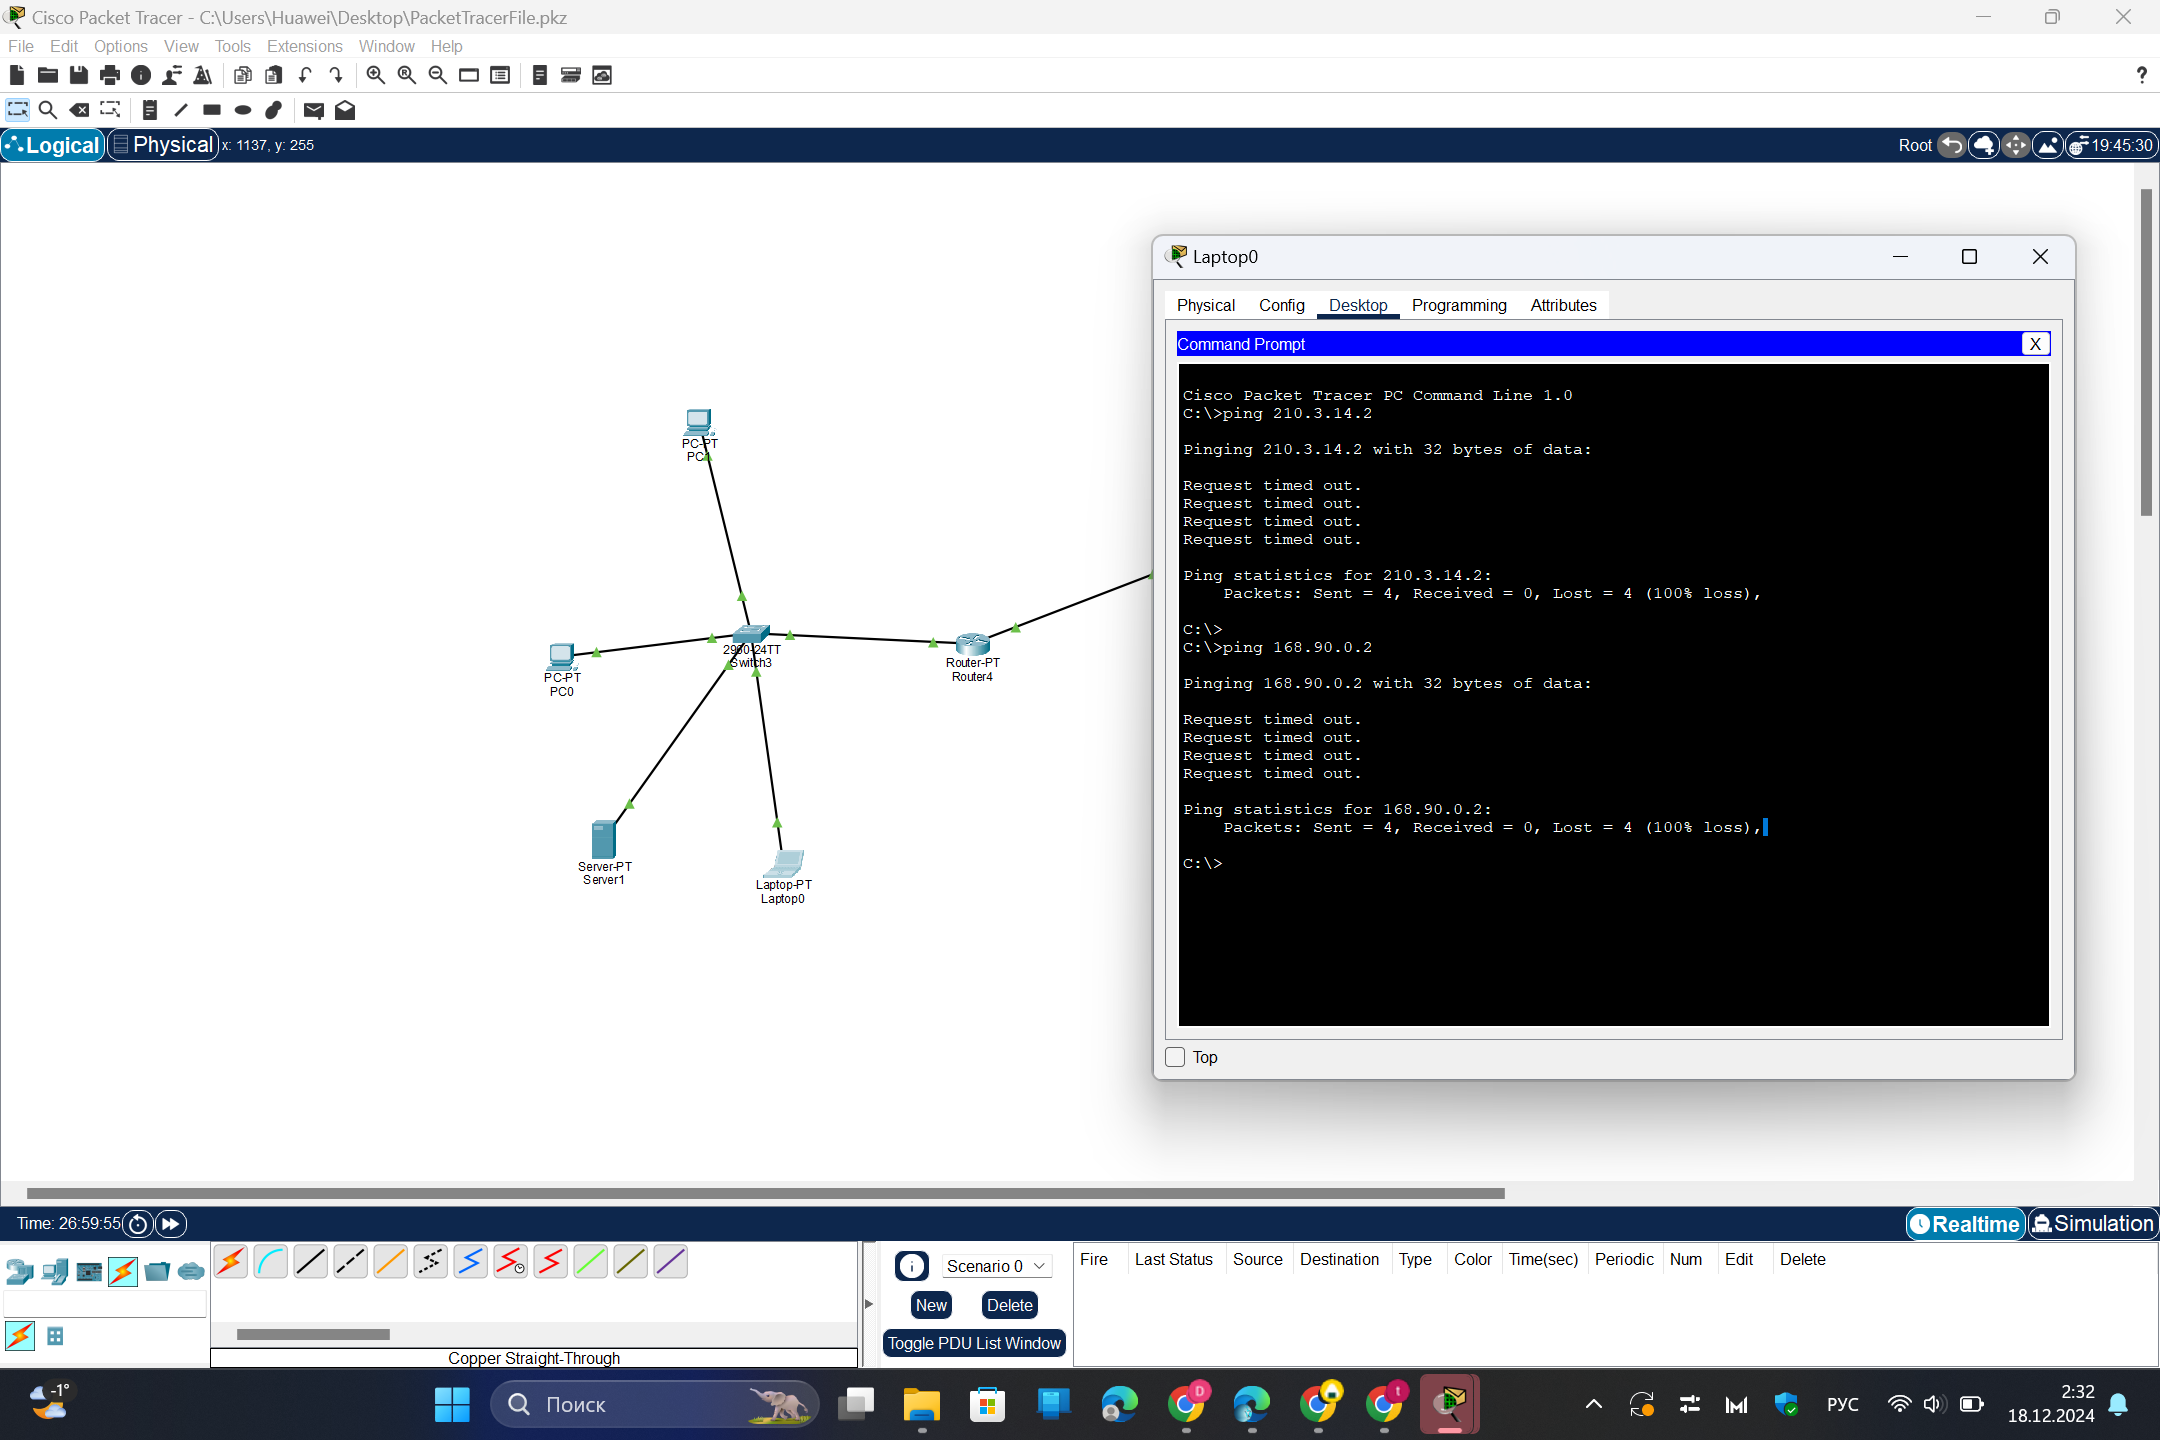 Cisco Packet Tracer - C:\Users\Huawei\Desktop\PacketTracerFile.pkz
File Edit Options View Tools Extensions Window Help
?
Logical Physical x: 1137, y: 255
Root 19:45:30
PC-PT
PC1
PC-PT
PC0
2960-24TT
Switch3
Router-PT
Router4
Server-PT
Server1
Laptop-PT
Laptop0
Laptop0
Physical Config Desktop Programming Attributes
Command Prompt X
Cisco Packet Tracer PC Command Line 1.0
C:\>ping 210.3.14.2
Pinging 210.3.14.2 with 32 bytes of data:
Request timed out.
Request timed out.
Request timed out.
Request timed out.
Ping statistics for 210.3.14.2:
Packets: Sent = 4, Received = 0, Lost = 4 (100% loss),
C:\>
C:\>ping 168.90.0.2
Pinging 168.90.0.2 with 32 bytes of data:
Request timed out.
Request timed out.
Request timed out.
Request timed out.
Ping statistics for 168.90.0.2:
Packets: Sent = 4, Received = 0, Lost = 4 (100% loss),
C:\>
Top
Time: 26:59:55
Realtime Simulation
Scenario 0
New Delete
Toggle PDU List Window
Fire Last Status Source Destination Type Color Time(sec) Periodic Num Edit Delete
Copper Straight-Through
-1°
Поиск
D
t
РУС
2:32
18.12.2024